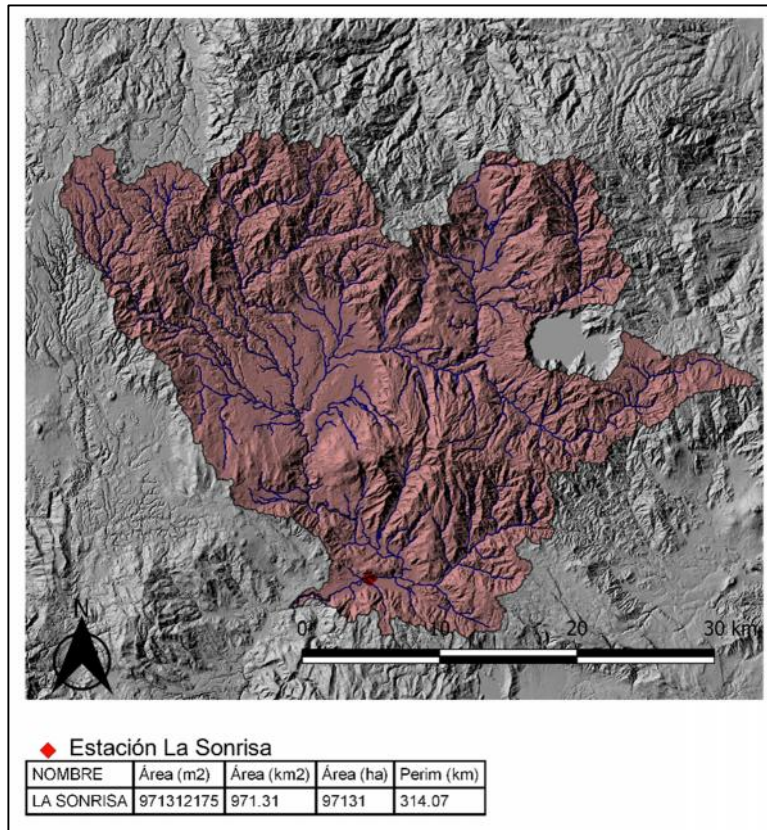 N
0 10 20 30 km
Estación La Sonrisa
NOMBRE Área (m2) Área (km2) Área (ha) Perim (km)
LA SONRISA 971312175 971.31 97131 314.07